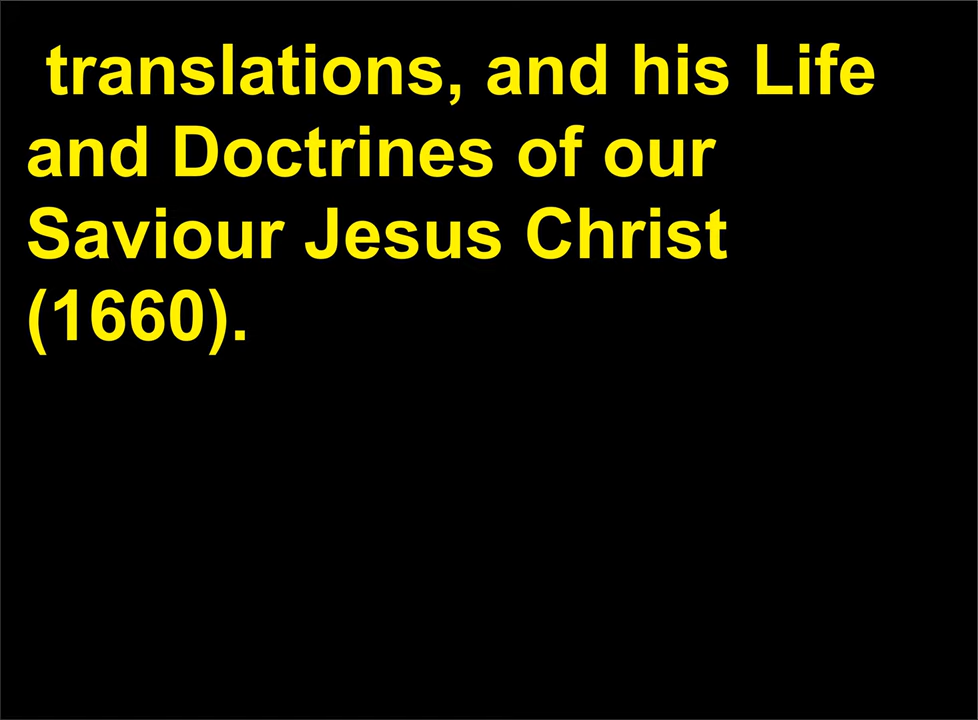 translations, and his Life
and Doctrines of our
Saviour Jesus Christ
(1660).